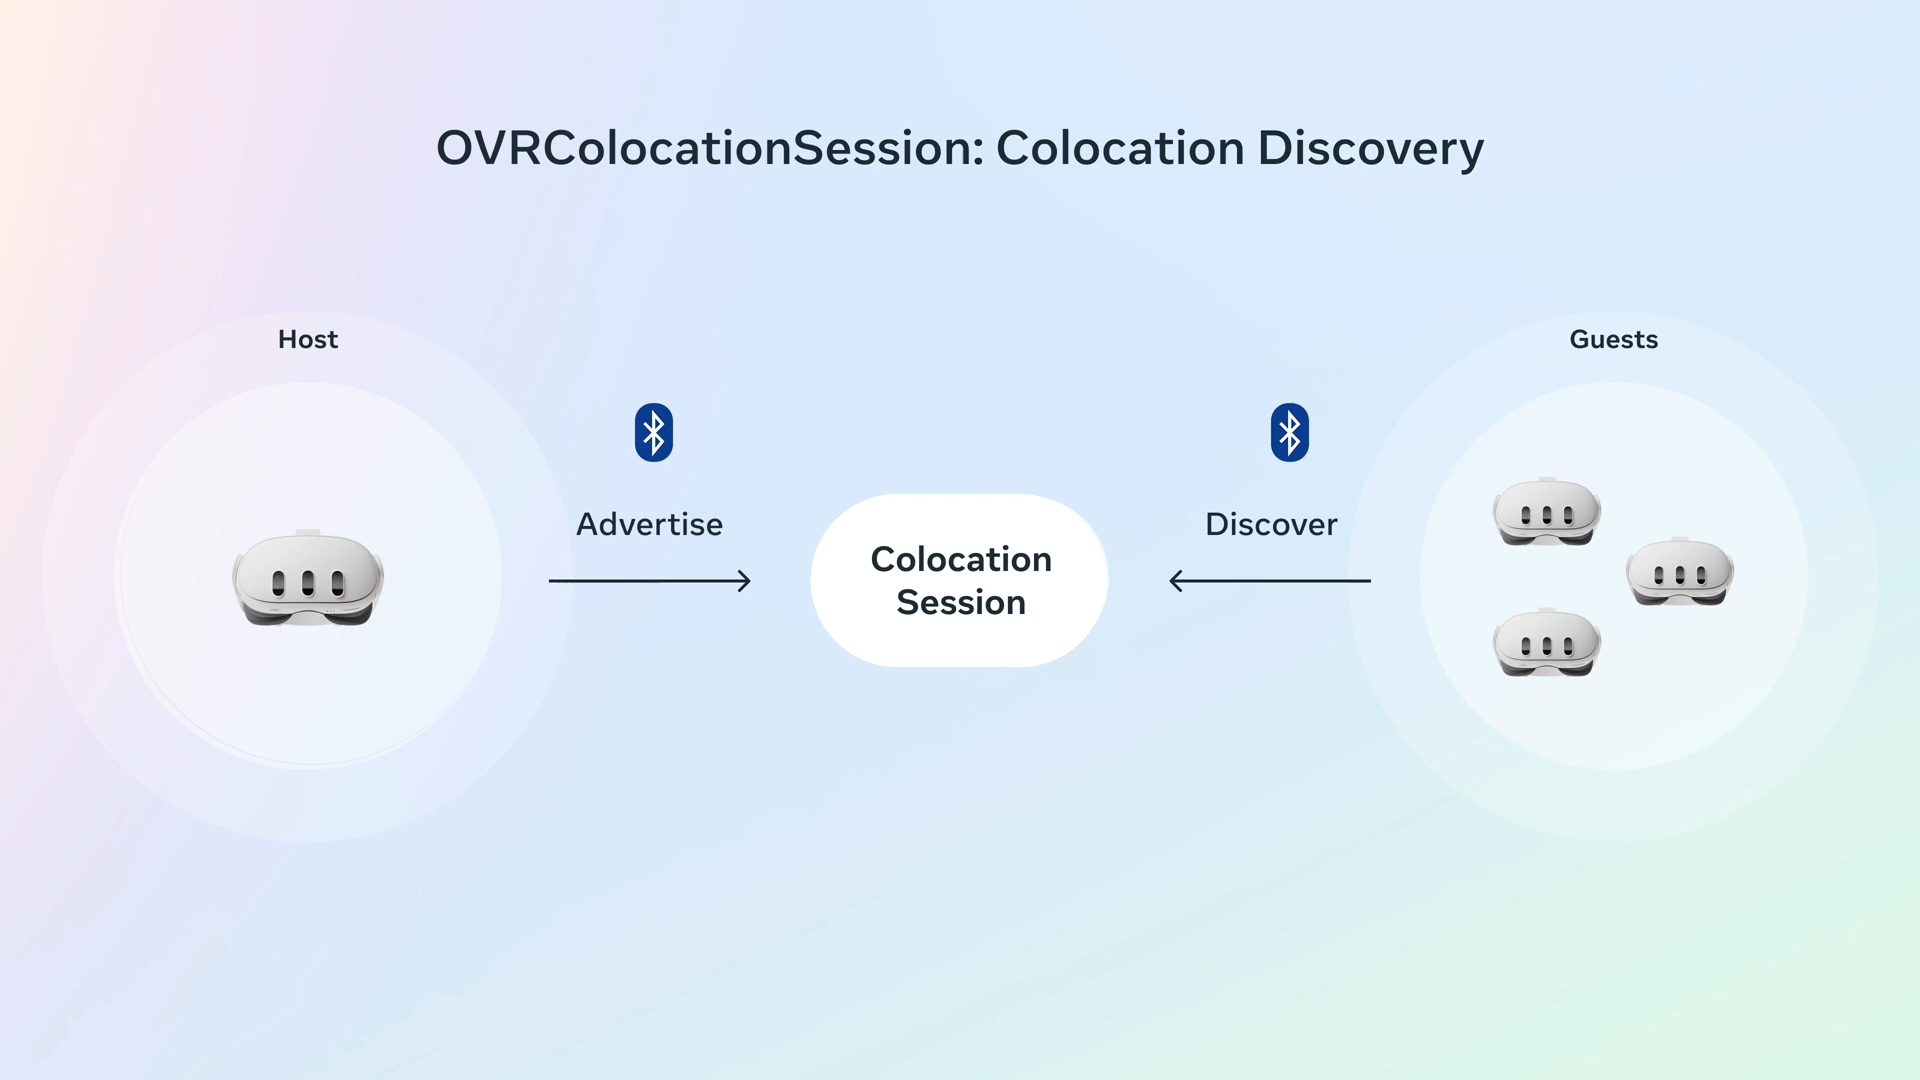 OVRColocationSession: Colocation Discovery
Host
Guests
Advertise
Discover
Colocation
Session